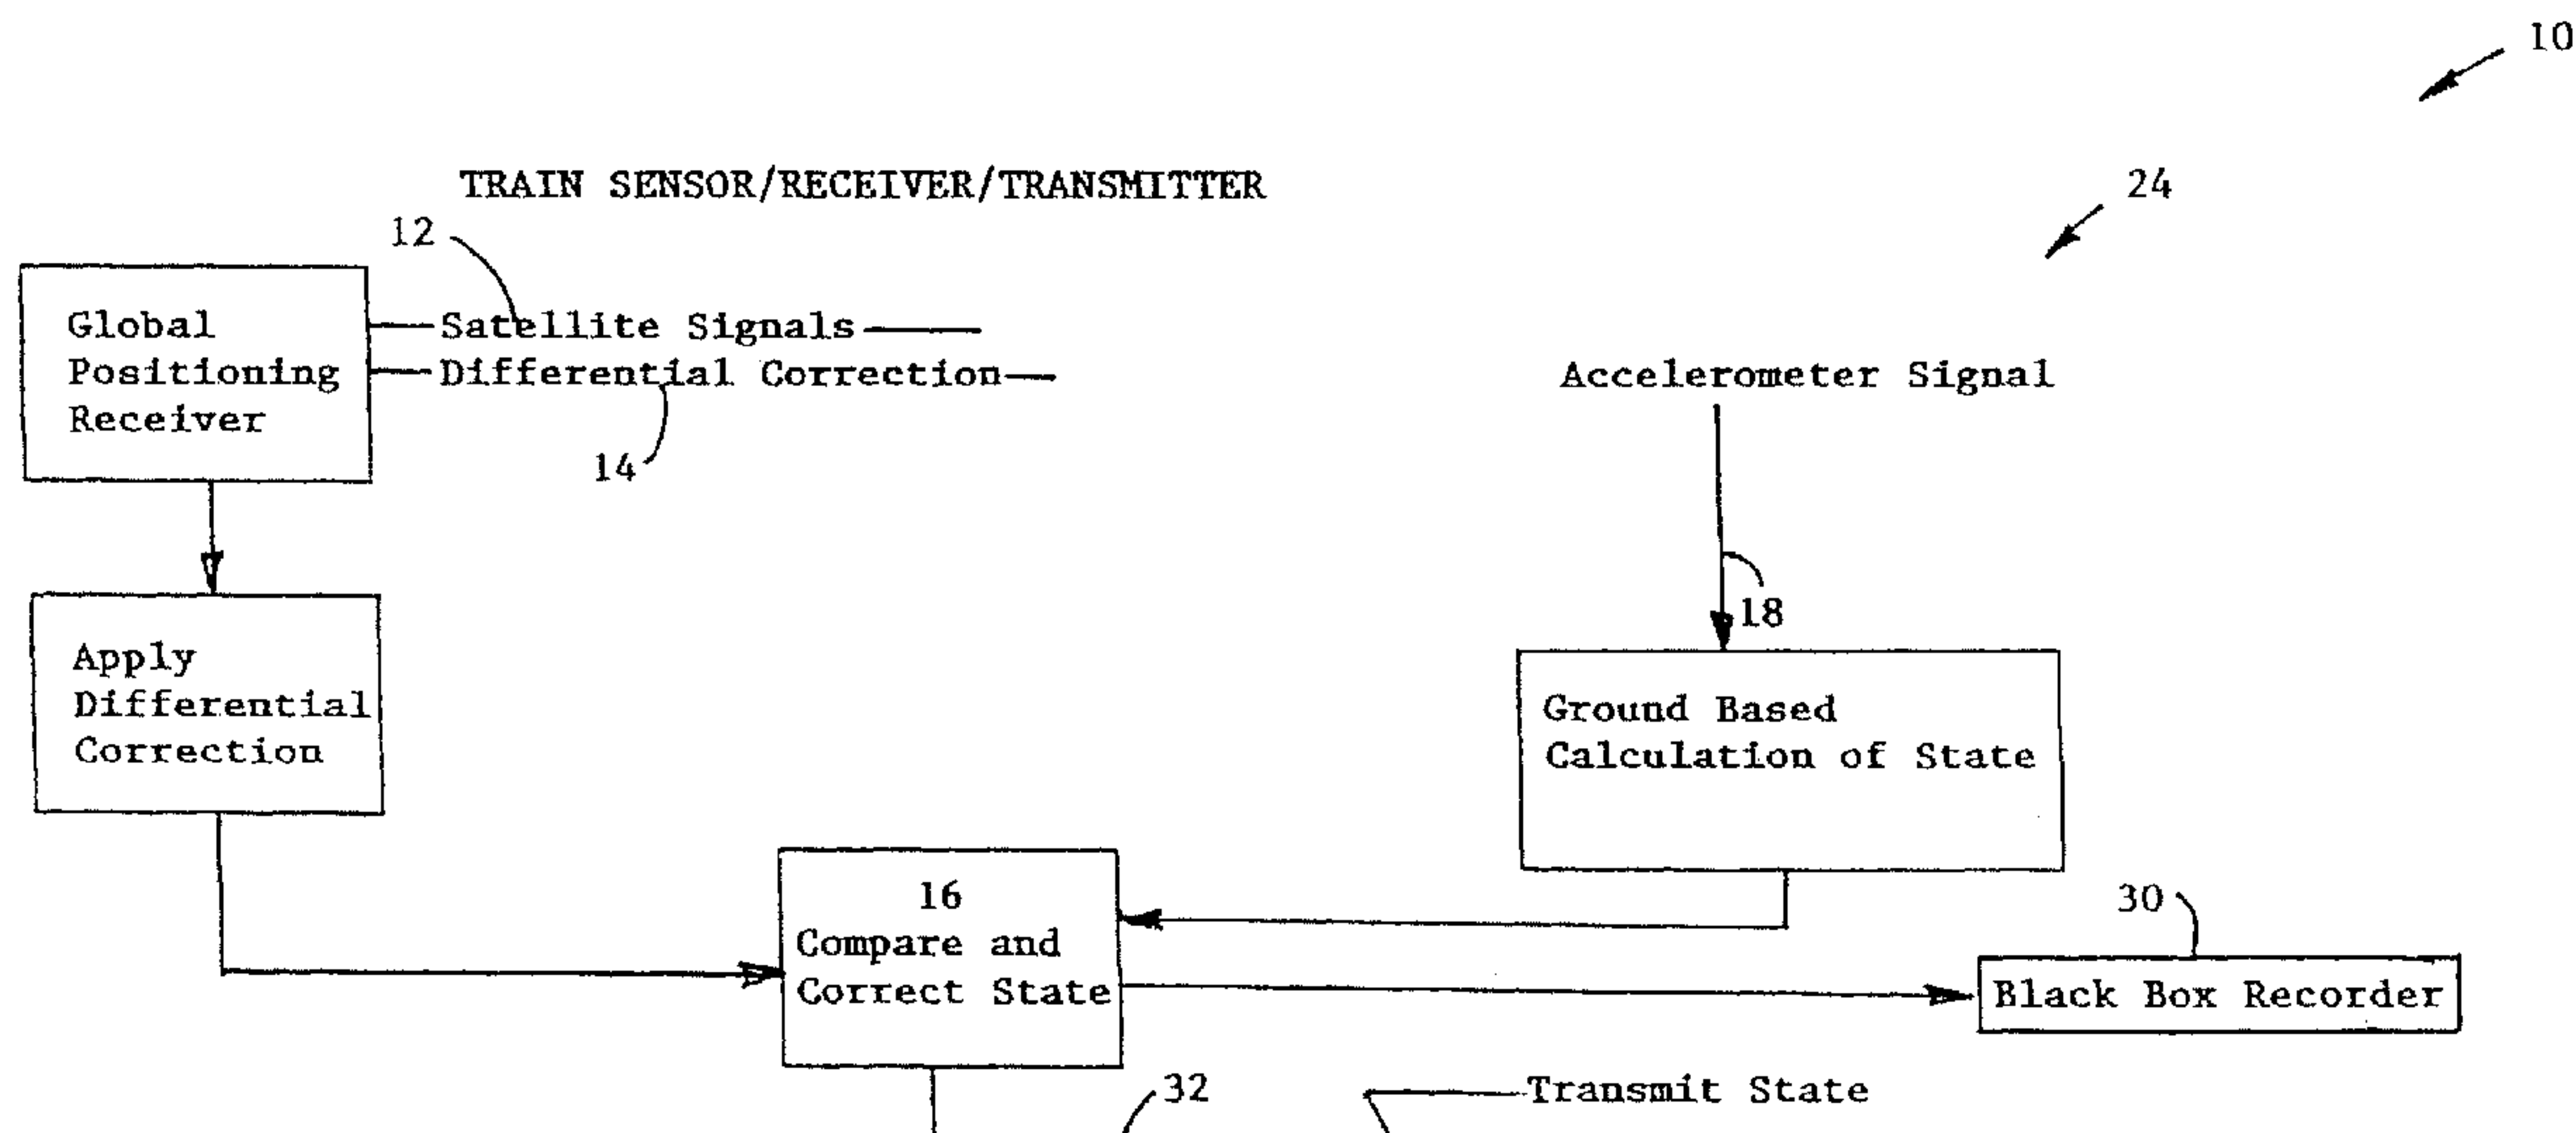 10
TRAIN SENSOR/RECEIVER/TRANSMITTER
24
12
Global
Positioning
Receiver
Satellite Signals
Differential Correction
14
Accelerometer Signal
18
Apply
Differential
Correction
Ground Based
Calculation of State
16
Compare and
Correct State
30
Black Box Recorder
32
Transmit State